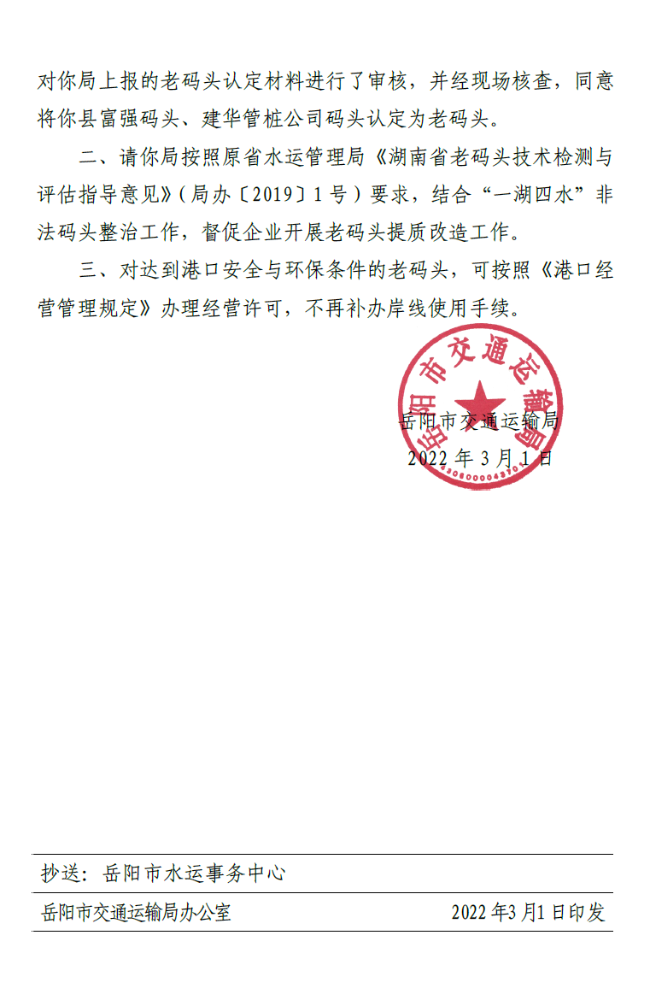 对你局上报的老码头认定材料进行了审核，并经现场核查，同意
将你县富强码头、建华管桩公司码头认定为老码头。
二、请你局按照原省水运管理局《湖南省老码头技术检测与
评估指导意见》（局办〔2019〕1号）要求，结合“一湖四水”非
法码头整治工作，督促企业开展老码头提质改造工作。
三、对达到港口安全与环保条件的老码头，可按照《港口经
营管理规定》办理经营许可，不再补办岸线使用手续。
岳阳市交通运输局
岳阳市交通运输局
2022年3月1日
4306000043701
抄送：岳阳市水运事务中心
岳阳市交通运输局办公室 2022年3月1日印发